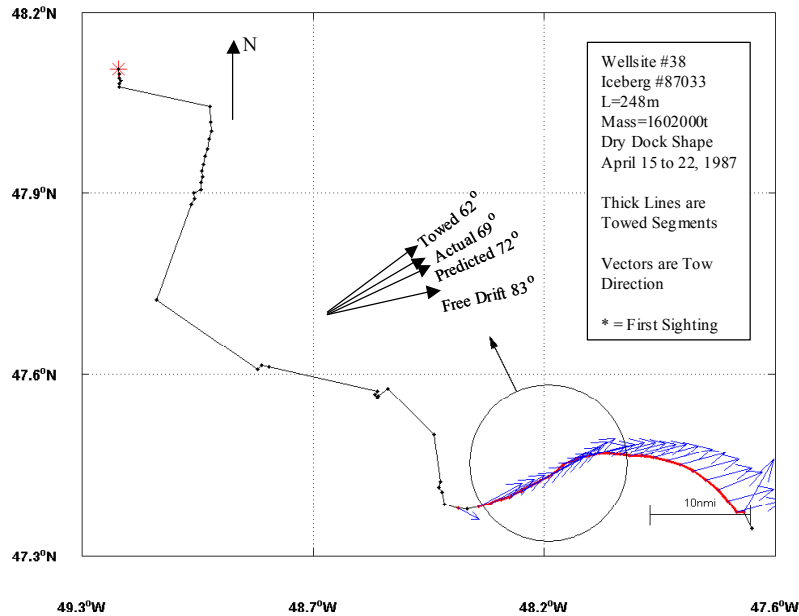 48.2°N
47.9°N
47.6°N
47.3°N
49.3°W
48.7°W
48.2°W
47.6°W
N
Towed 62°
Actual 69°
Predicted 72°
Free Drift 83°
Wellsite #38
Iceberg #87033
L=248m
Mass=1602000t
Dry Dock Shape
April 15 to 22, 1987
Thick Lines are
Towed Segments
Vectors are Tow
Direction
* = First Sighting
10nmi